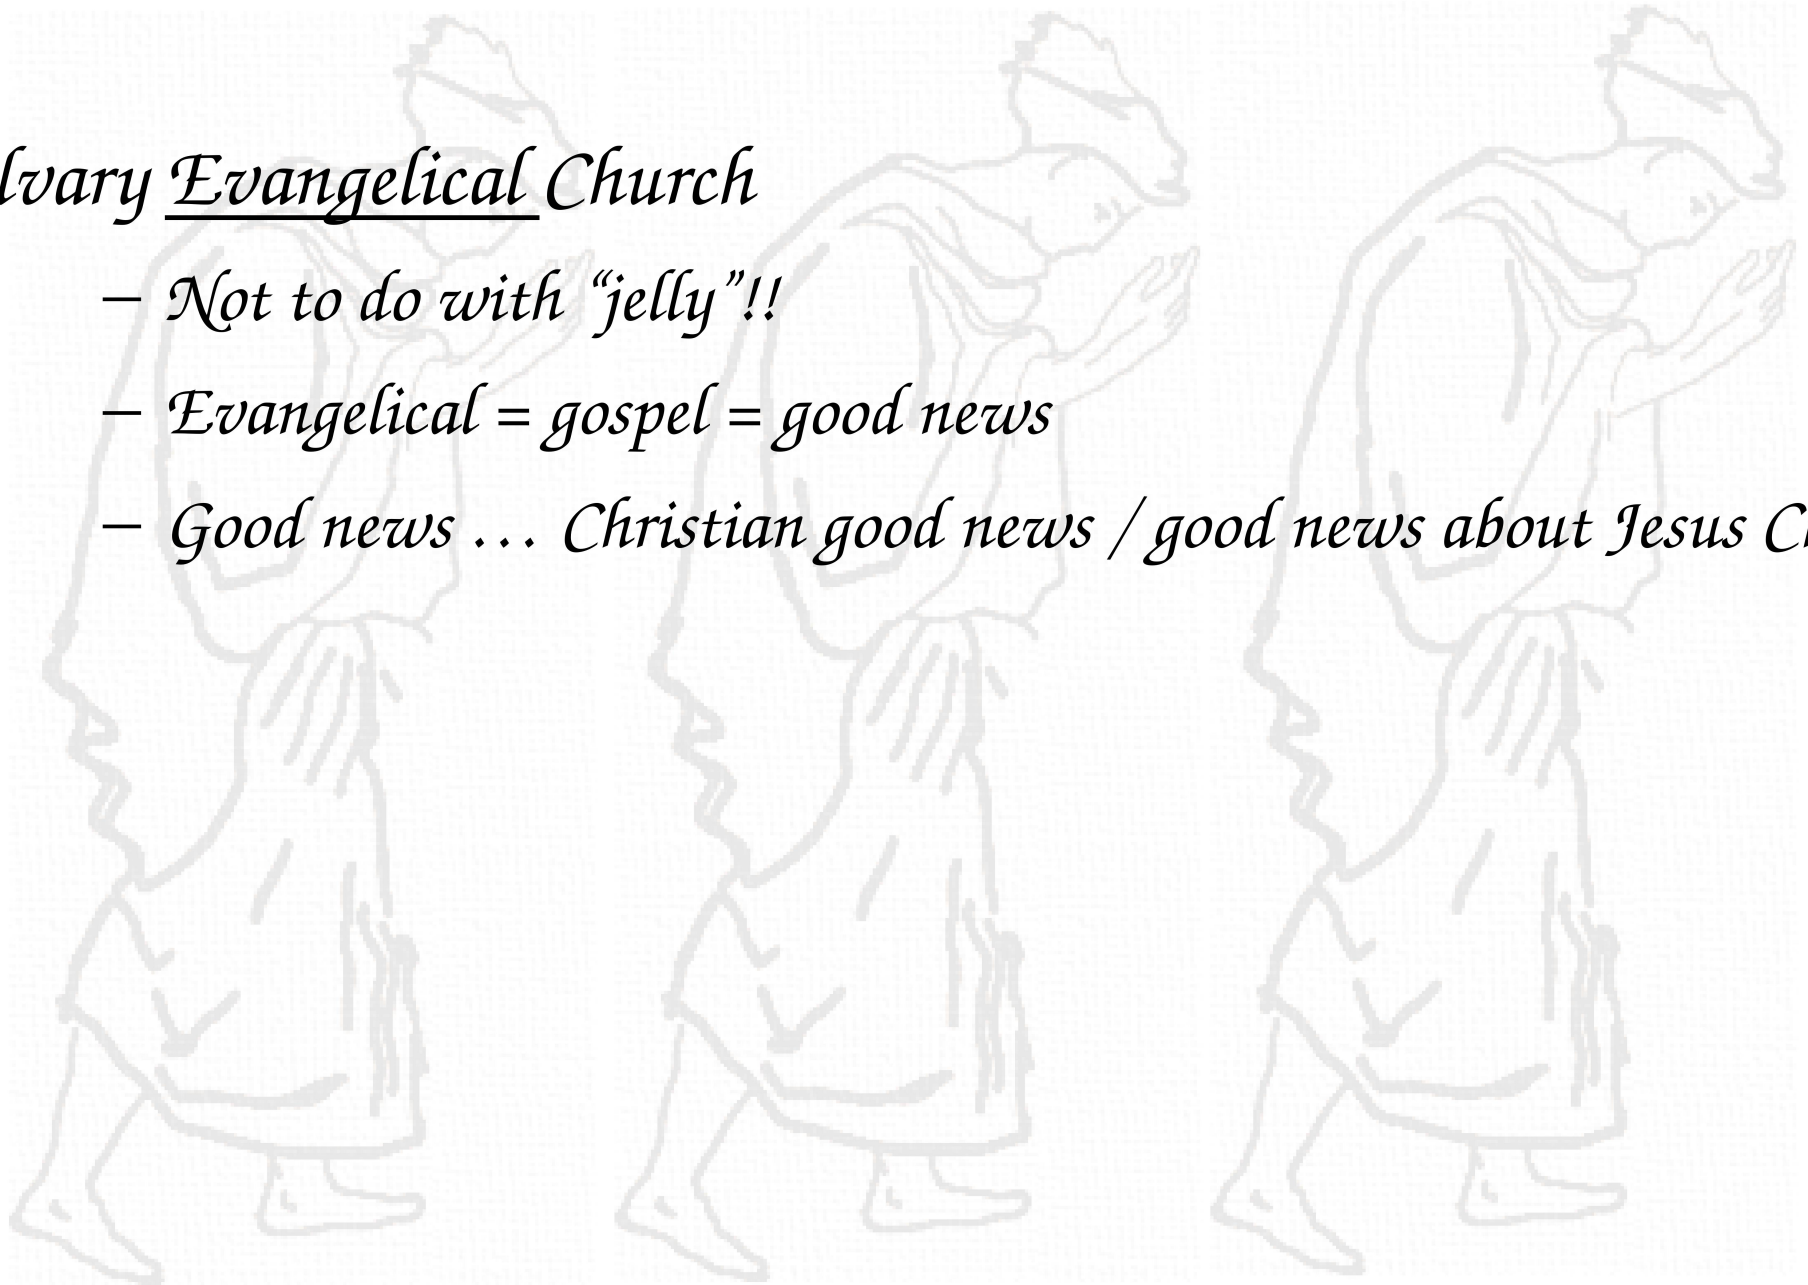 lvary Evangelical Church
– Not to do with “jelly”!!
– Evangelical = gospel = good news
– Good news … Christian good news / good news about Jesus C